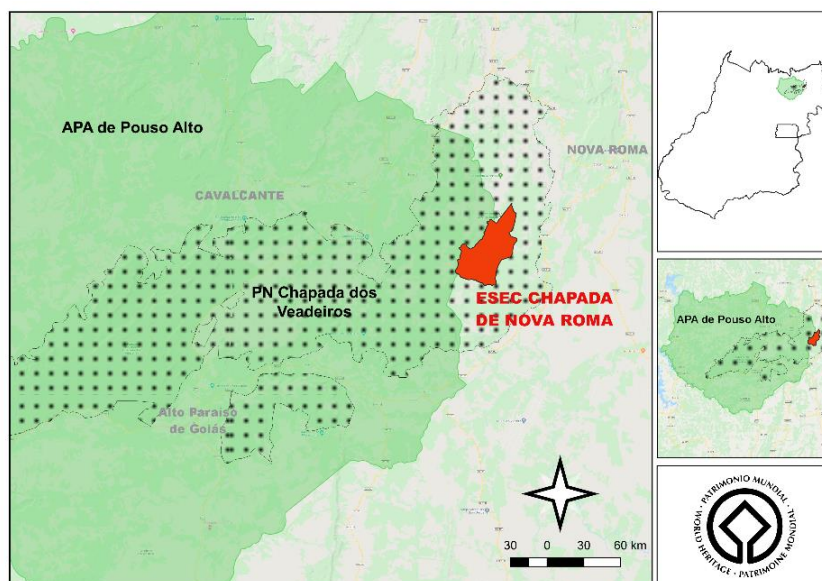 APA de Pouso Alto
NOVA ROMA
CAVALCANTE
PN Chapada dos
Veadeiros
ESEC CHAPADA
DE NOVA ROMA
Alto Paraíso
de Goiás
30 0 30 60 km
APA de Pouso Alto
PATRIMONIO MUNDIAL • WORLD HERITAGE • PATRIMOINE MONDIAL •